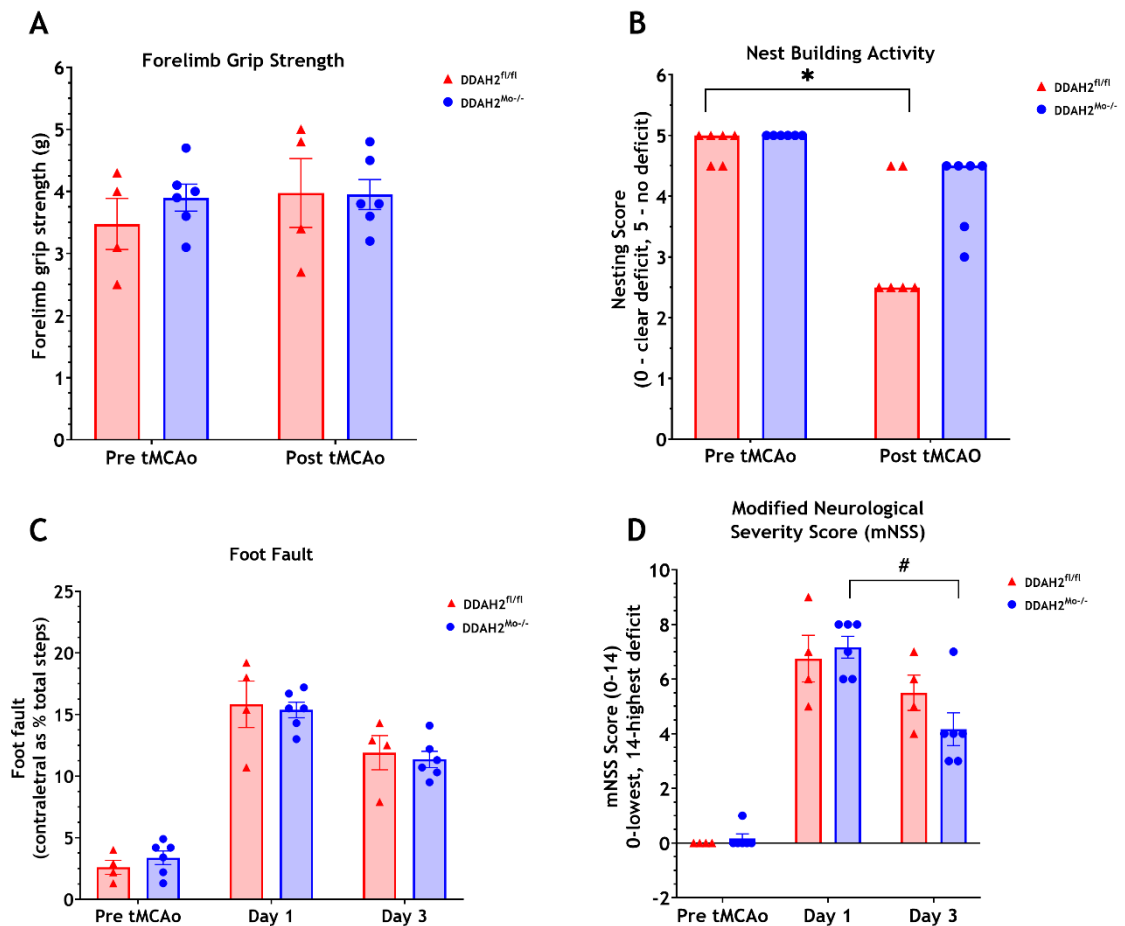 A
Forelimb Grip Strength
DDAH2fl/fl
DDAH2Mo-/-
Forelimb grip strength (g)
6
5
4
3
2
1
0
Pre tMCAo
Post tMCAo
B
Nest Building Activity
*
DDAH2fl/fl
DDAH2Mo-/-
Nesting Score
(0 - clear deficit, 5 - no deficit)
6
5
4
3
2
1
0
Pre tMCAo
Post tMCAO
C
Foot Fault
DDAH2fl/fl
DDAH2Mo-/-
Foot fault
(contraletral as % total steps)
25
20
15
10
5
0
Pre tMCAo
Day 1
Day 3
D
Modified Neurological
Severity Score (mNSS)
#
DDAH2fl/fl
DDAH2Mo-/-
mNSS Score (0-14)
0-lowest, 14-highest deficit
10
8
6
4
2
0
-2
Pre tMCAo
Day 1
Day 3